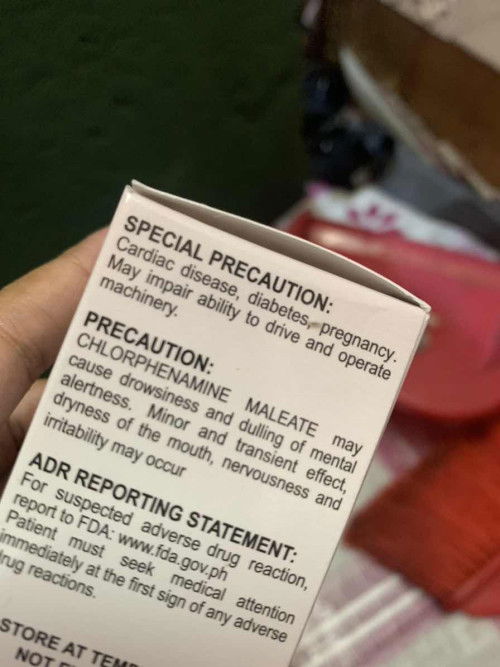 SPECIAL PRECAUTION:
Cardiac disease, diabetes, pregnancy.
May impair ability to drive and operate
machinery.
PRECAUTION:
CHLORPHENAMINE MALEATE may
cause drowsiness and dulling of mental
alertness. Minor and transient effect,
dryness of the mouth, nervousness and
irritability may occur
ADR REPORTING STATEMENT:
For suspected adverse drug reaction,
report to FDA: www.fda.gov.ph
Patient must seek medical attention
immediately at the first sign of any adverse
drug reactions.
STORE AT
NOT